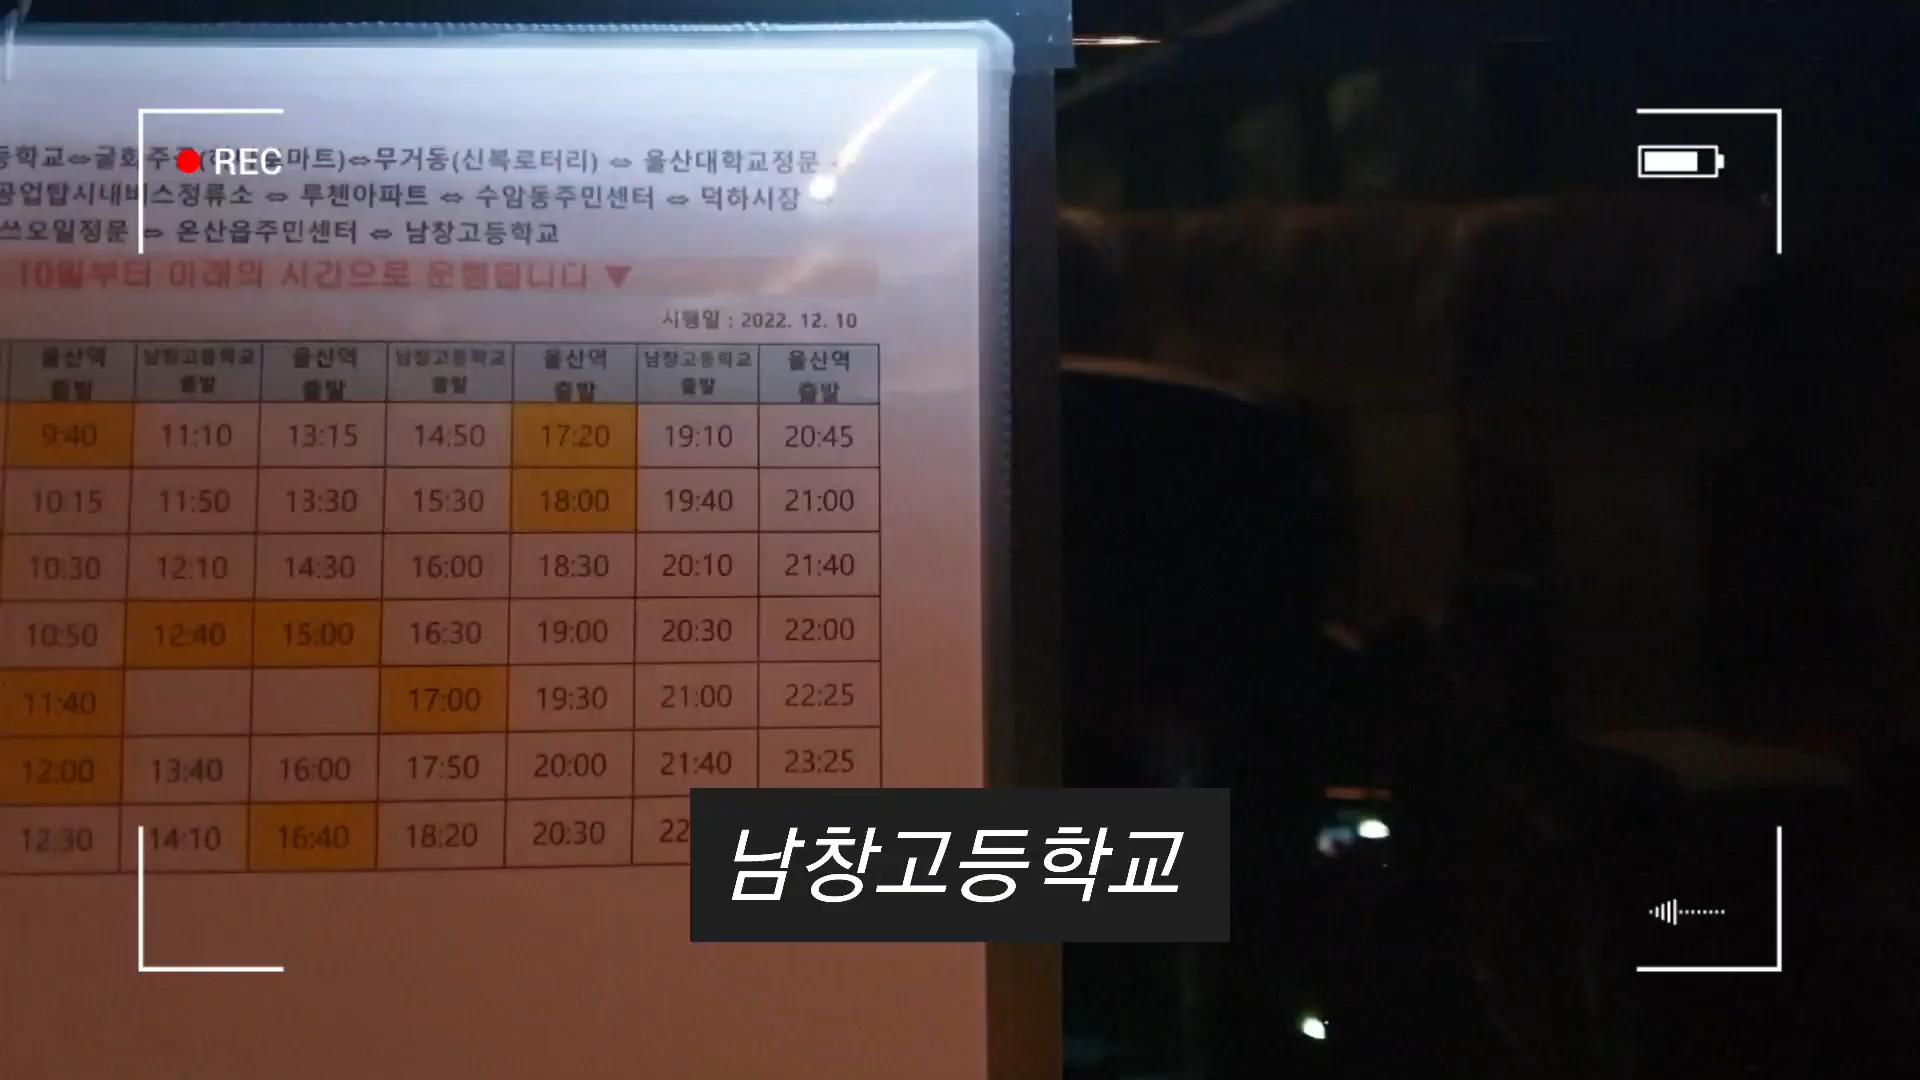 등학교⇔굴화주공(하나로마트)⇔무거동(신복로터리) ⇔ 울산대학교정문
REC
공업탑시내버스정류소 ⇔ 루첸아파트 ⇔ 수암동주민센터 ⇔ 덕하시장
쓰오일정문 ⇔ 온산읍주민센터 ⇔ 남창고등학교
10일부터 아래의 시간으로 운행됩니다 ▼
시행일 : 2022. 12. 10
울산역 출발 남창고등학교 출발 울산역 출발 남창고등학교 출발 울산역 출발 남창고등학교 출발 울산역 출발
9:40 11:10 13:15 14:50 17:20 19:10 20:45
10:15 11:50 13:30 15:30 18:00 19:40 21:00
10:30 12:10 14:30 16:00 18:30 20:10 21:40
10:50 12:40 15:00 16:30 19:00 20:30 22:00
11:40 17:00 19:30 21:00 22:25
12:00 13:40 16:00 17:50 20:00 21:40 23:25
12:30 14:10 16:40 18:20 20:30 22
남창고등학교